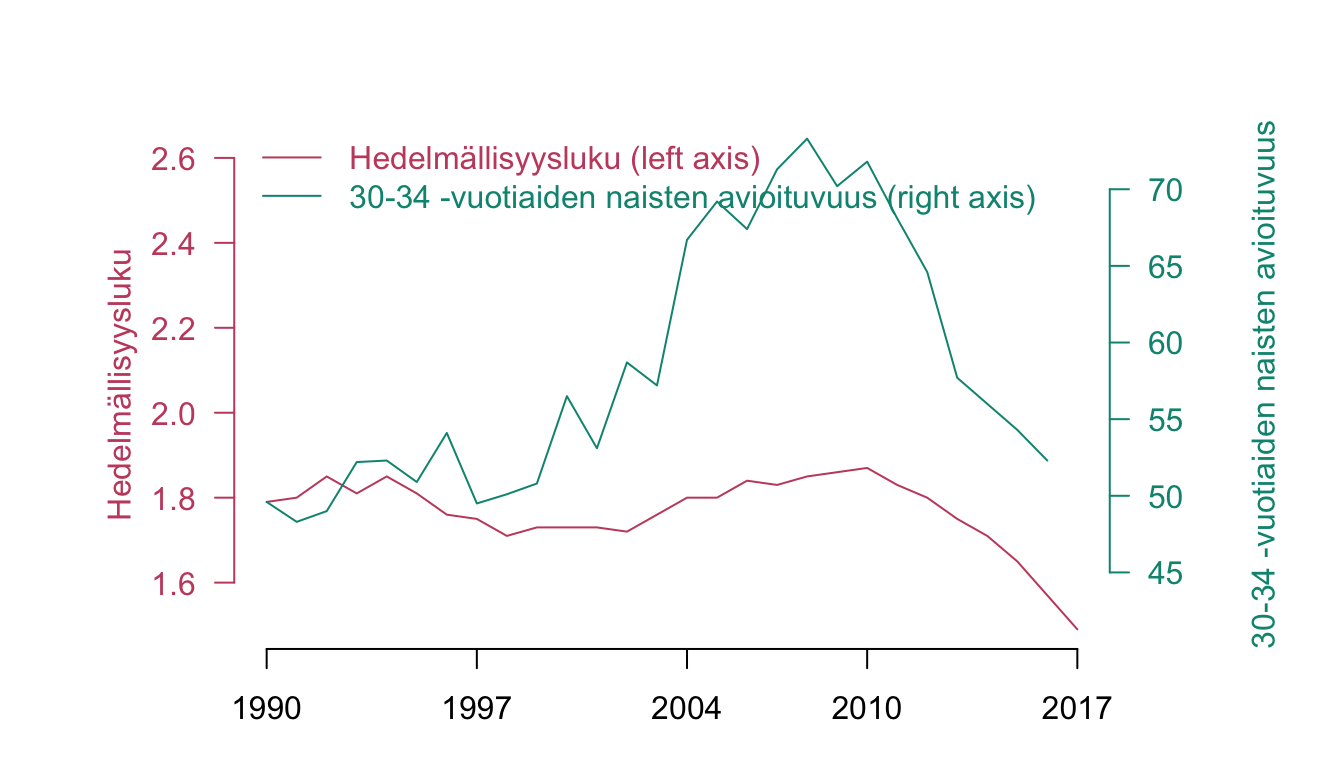 Hedelmällisyysluku (left axis)
30-34 -vuotiaiden naisten avioituvuus (right axis)
Hedelmällisyysluku
2.6
2.4
2.2
2.0
1.8
1.6
70
65
60
55
50
45
30-34 -vuotiaiden naisten avioituvuus
1990 1997 2004 2010 2017